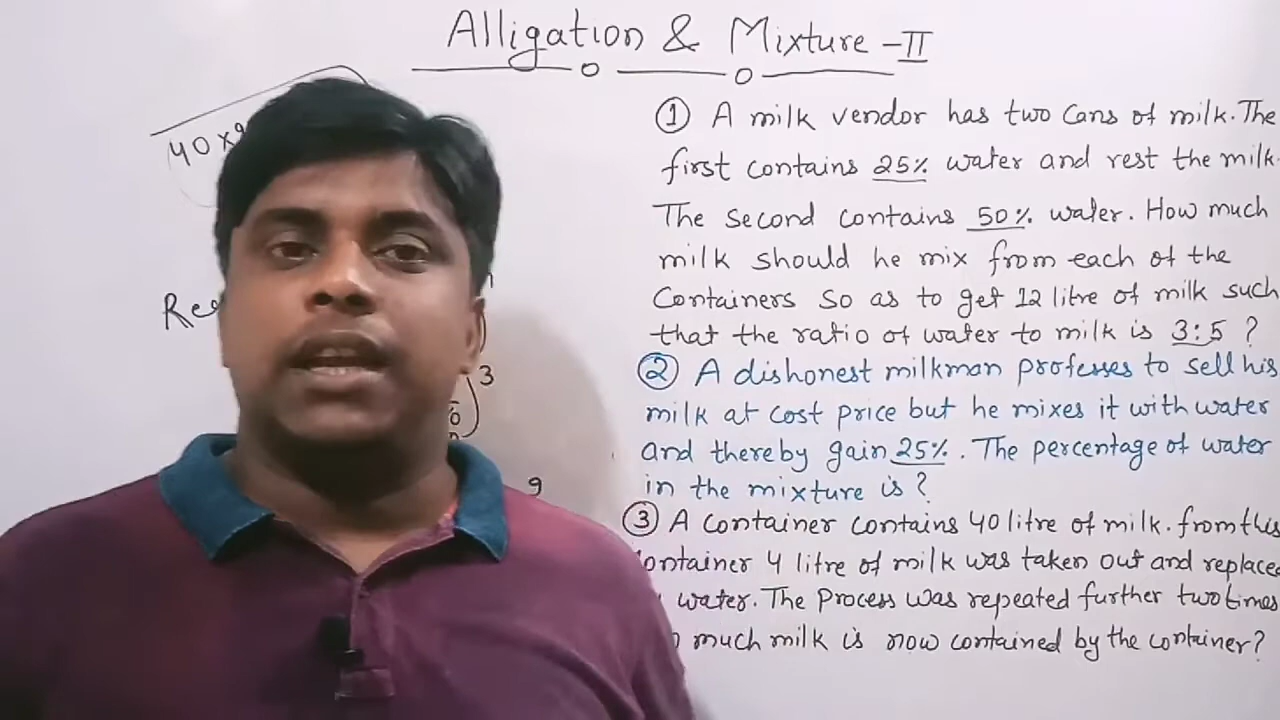 Alligation & Mixture -II
40 x 9
① A milk vendor has two cans of milk. The
first contains 25% water and rest the milk.
The second contains 50% water. How much
milk should he mix from each of the
Containers so as to get 12 litre of milk such
that the ratio of water to milk is 3:5 ?
② A dishonest milkman professes to sell his
milk at cost price but he mixes it with water
and thereby gain 25%. The percentage of water
in the mixture is ?
③ A container contains 40 litre of milk. from this
ontainer 4 litre of milk was taken out and replace
water. The Process was repeated further two times
much milk is now contained by the container?
3
9